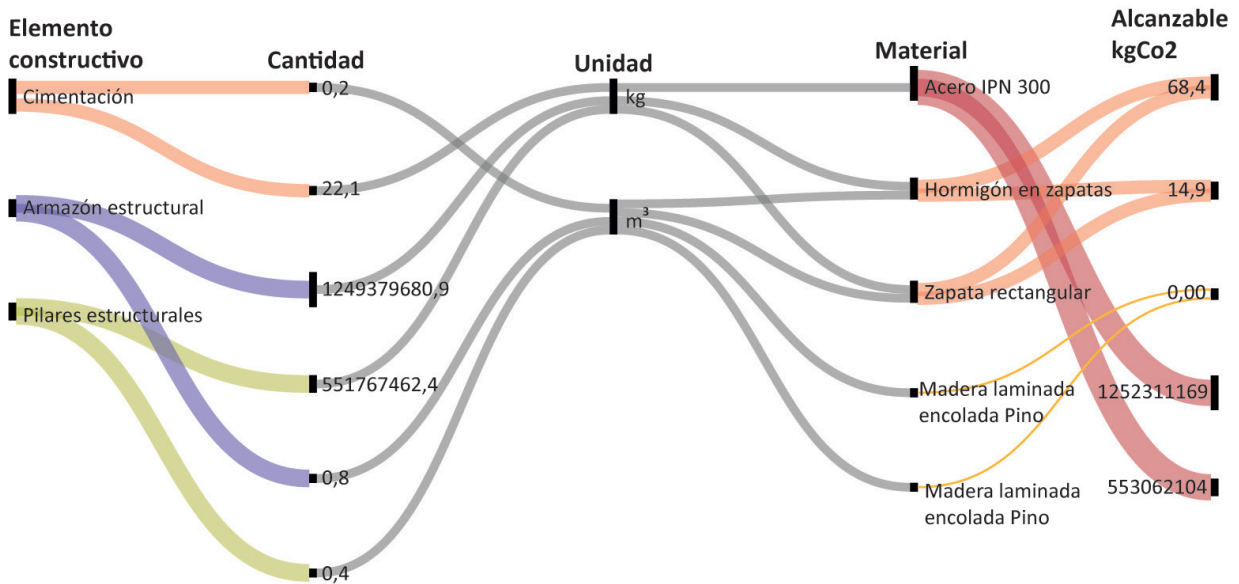 Elemento
constructivo
Cantidad
Unidad
Material
Alcanzable
kgCo2
Cimentación
Armazón estructural
Pilares estructurales
0,2
22,1
1249379680,9
551767462,4
0,8
0,4
kg
m³
Acero IPN 300
Hormigón en zapatas
Zapata rectangular
Madera laminada
encolada Pino
Madera laminada
encolada Pino
68,4
14,9
0,00
1252311169
553062104